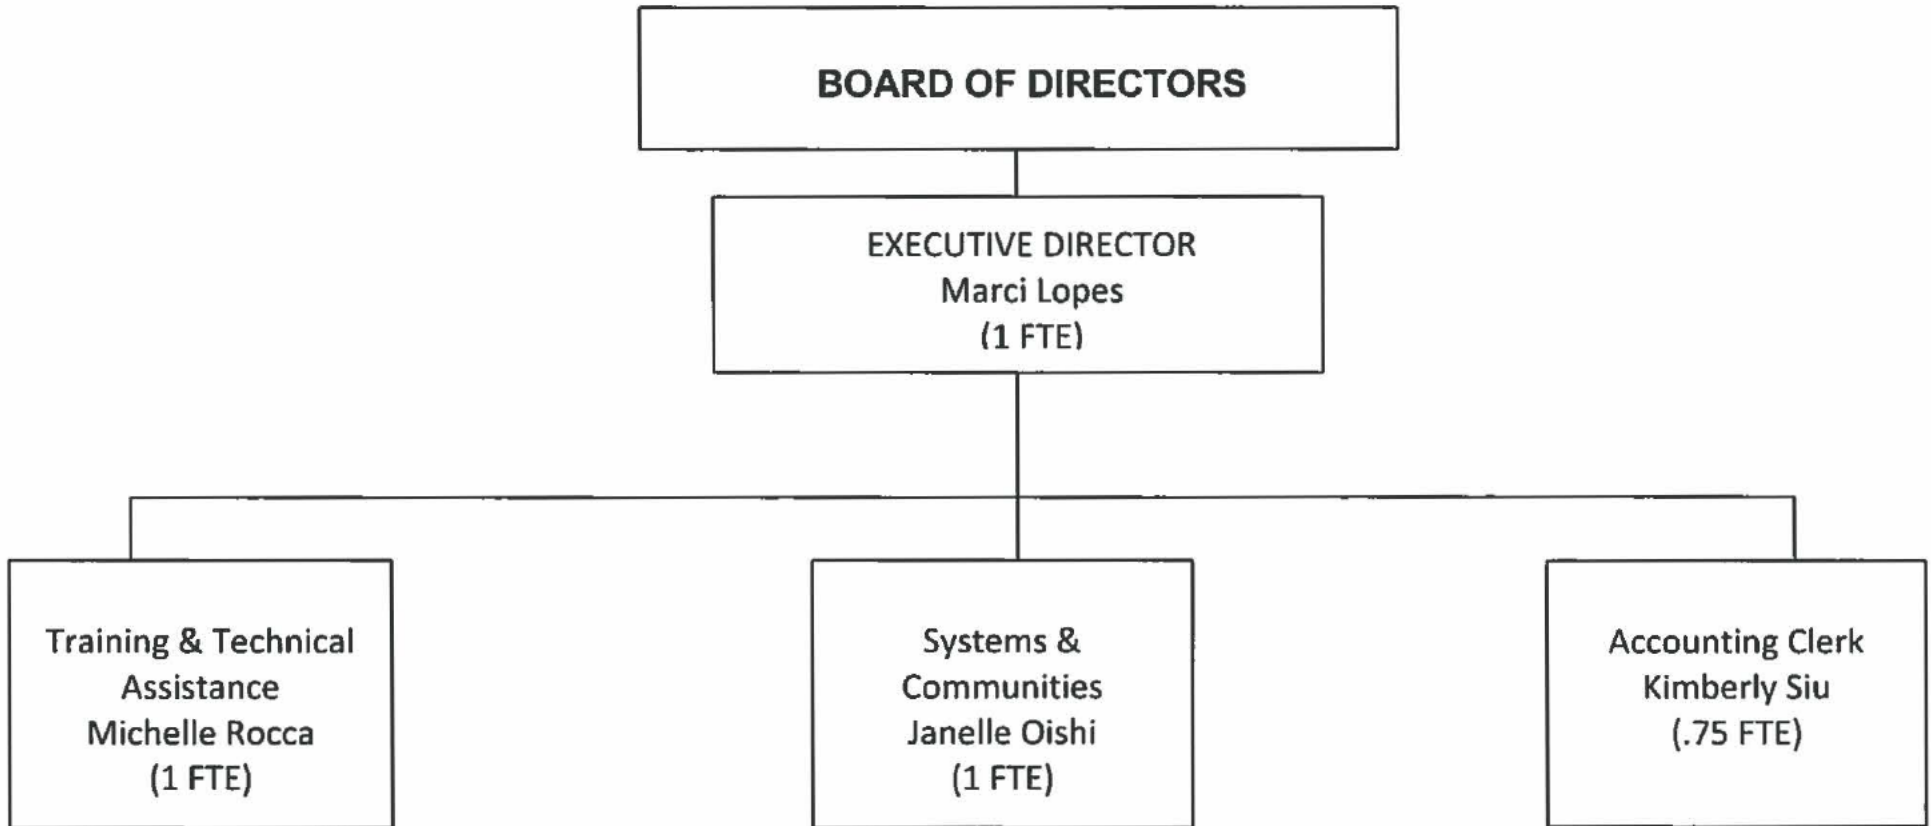 BOARD OF DIRECTORS
EXECUTIVE DIRECTOR
Marci Lopes
(1 FTE)
Training & Technical
Assistance
Michelle Rocca
(1 FTE)
Systems &
Communities
Janelle Oishi
(1 FTE)
Accounting Clerk
Kimberly Siu
(.75 FTE)